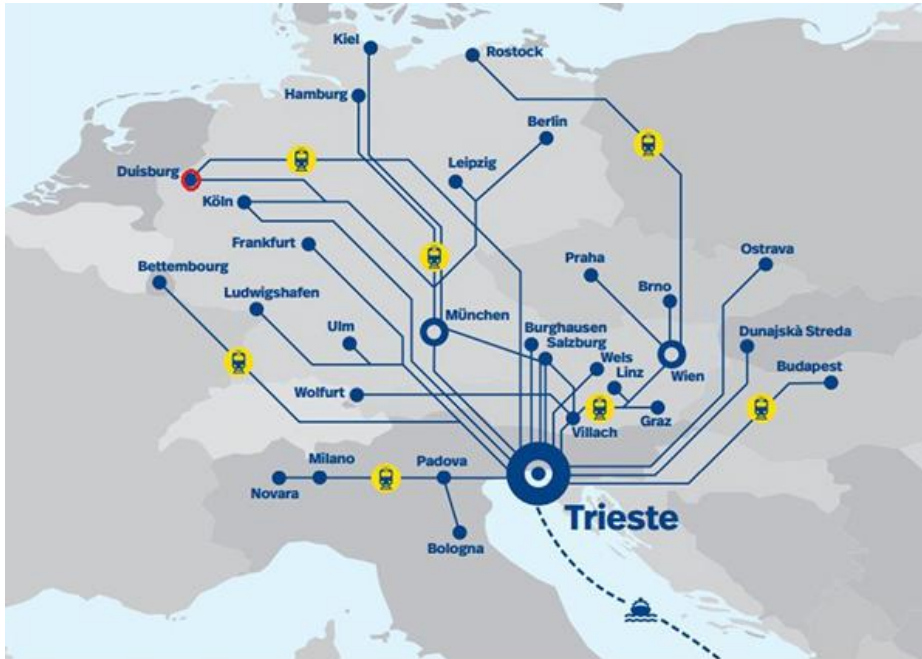 Kiel
Rostock
Hamburg
Berlin
Leipzig
Duisburg
Köln
Frankfurt
Ostrava
Praha
Bettembourg
Brno
Ludwigshafen
München
Ulm
Burghausen
Salzburg
Dunajskà Streda
Wels
Linz
Wien
Budapest
Wolfurt
Villach
Graz
Milano
Padova
Novara
Trieste
Bologna